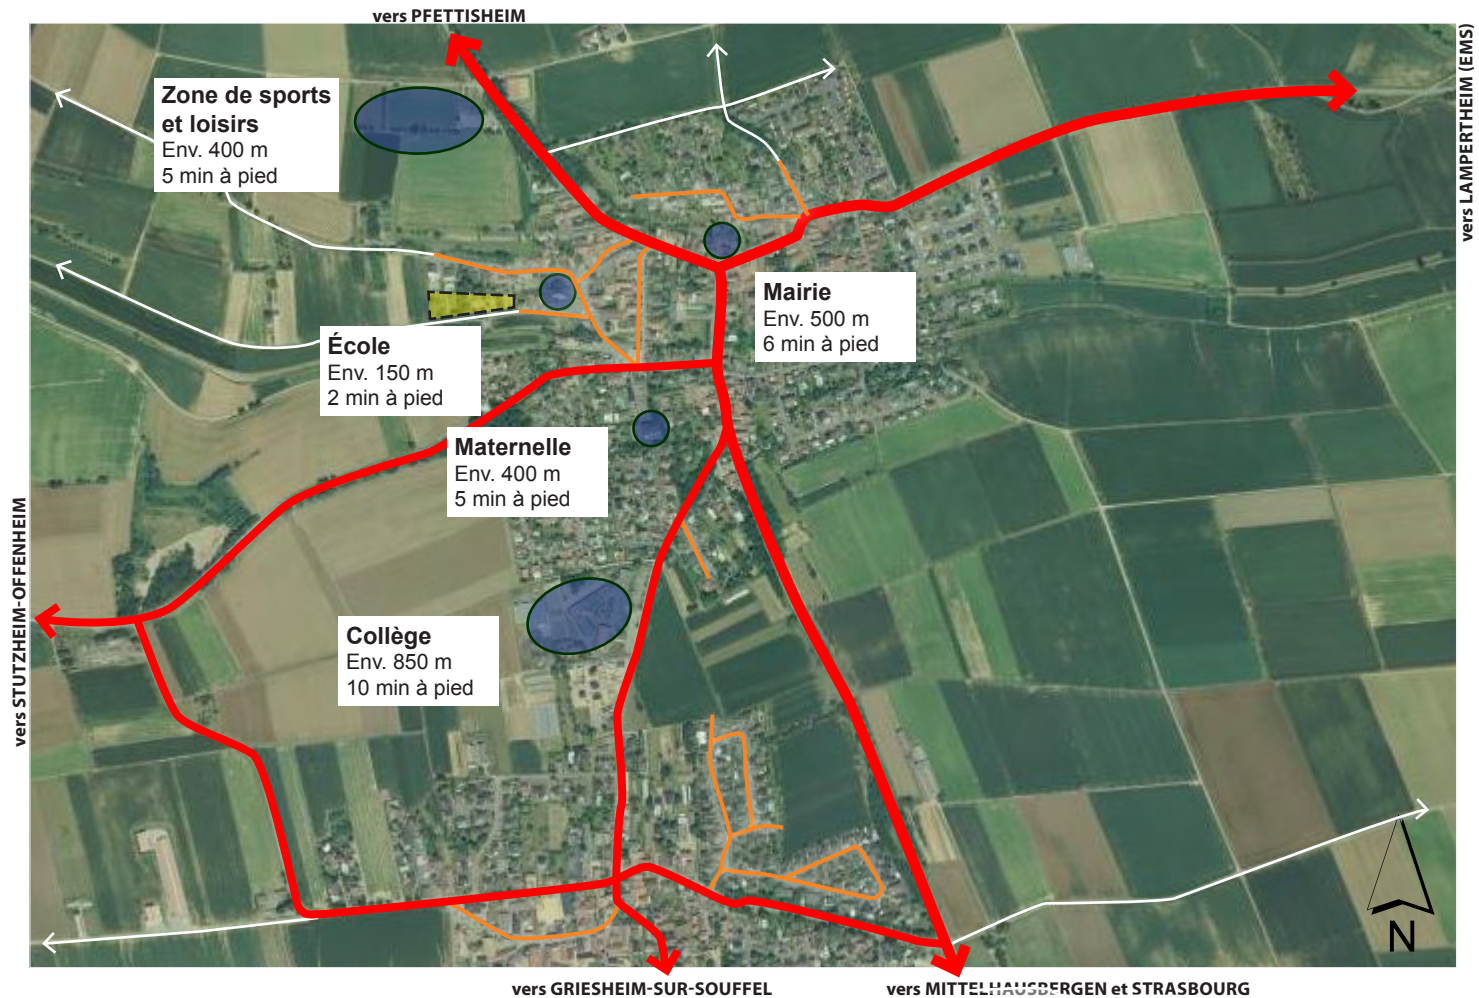 vers PFETTISHEIM
Zone de sports
et loisirs
Env. 400 m
5 min à pied
vers LAMPERTHEIM (EMS)
Mairie
Env. 500 m
6 min à pied
École
Env. 150 m
2 min à pied
Maternelle
Env. 400 m
5 min à pied
vers STUTZHEIM-OFFENHEIM
Collège
Env. 850 m
10 min à pied
N
vers GRIESHEIM-SUR-SOUFFEL
vers MITTELHAUSBERGEN et STRASBOURG